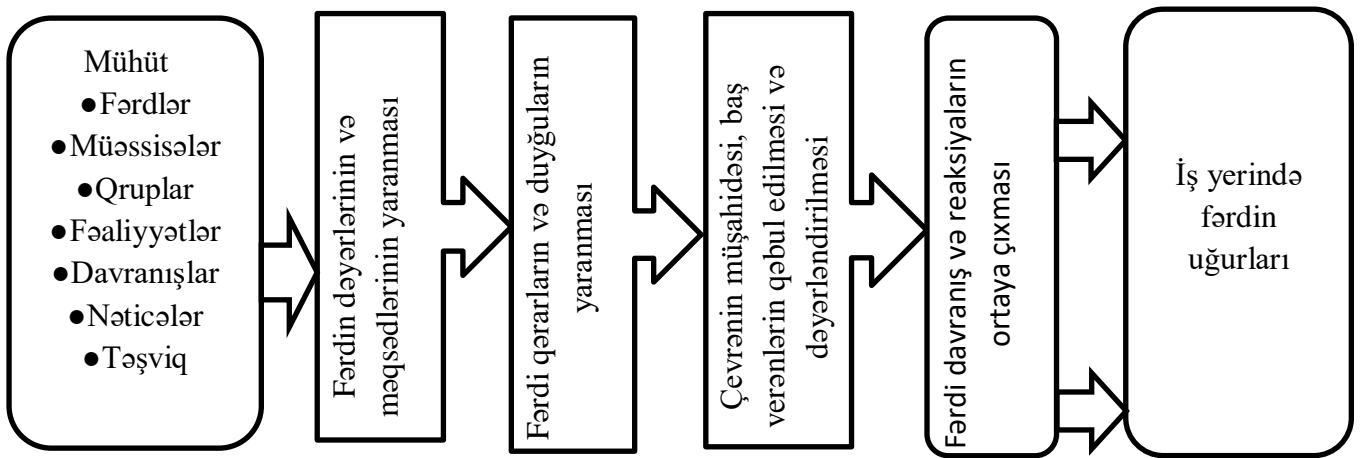 Mühüt
●Fərdlər
●Müəssisələr
●Qruplar
●Fəaliyyətlər
●Davranışlar
●Nəticələr
●Təşviq
Fərdin dəyərlərinin və
məqsədlərinin yaranması
Fərdi qərarların və duyğuların
yaranması
Çevrənin müşahidəsi, baş
verənlərin qəbul edilməsi və
dəyərləndirilməsi
Fərdi davranış və reaksiyaların
ortaya çıxması
İş yerində
fərdin
uğurları